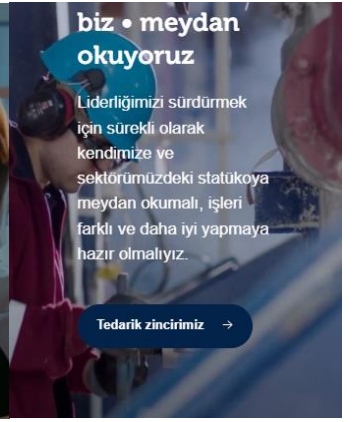 biz • meydan
okuyoruz
Liderliğimizi sürdürmek
için sürekli olarak
kendimize ve
sektörümüzdeki statükoya
meydan okumalı, işleri
farklı ve daha iyi yapmaya
hazır olmalıyız.
Tedarik zincirimiz →